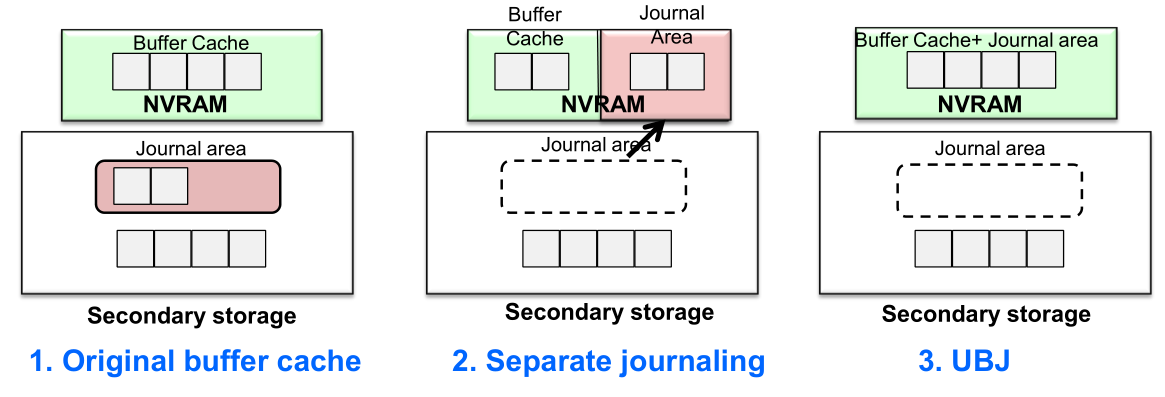 Buffer Cache
NVRAM
Journal area
Secondary storage
1. Original buffer cache
Buffer
Cache
Journal
Area
NVRAM
Journal area
Secondary storage
2. Separate journaling
Buffer Cache+ Journal area
NVRAM
Journal area
Secondary storage
3. UBJ